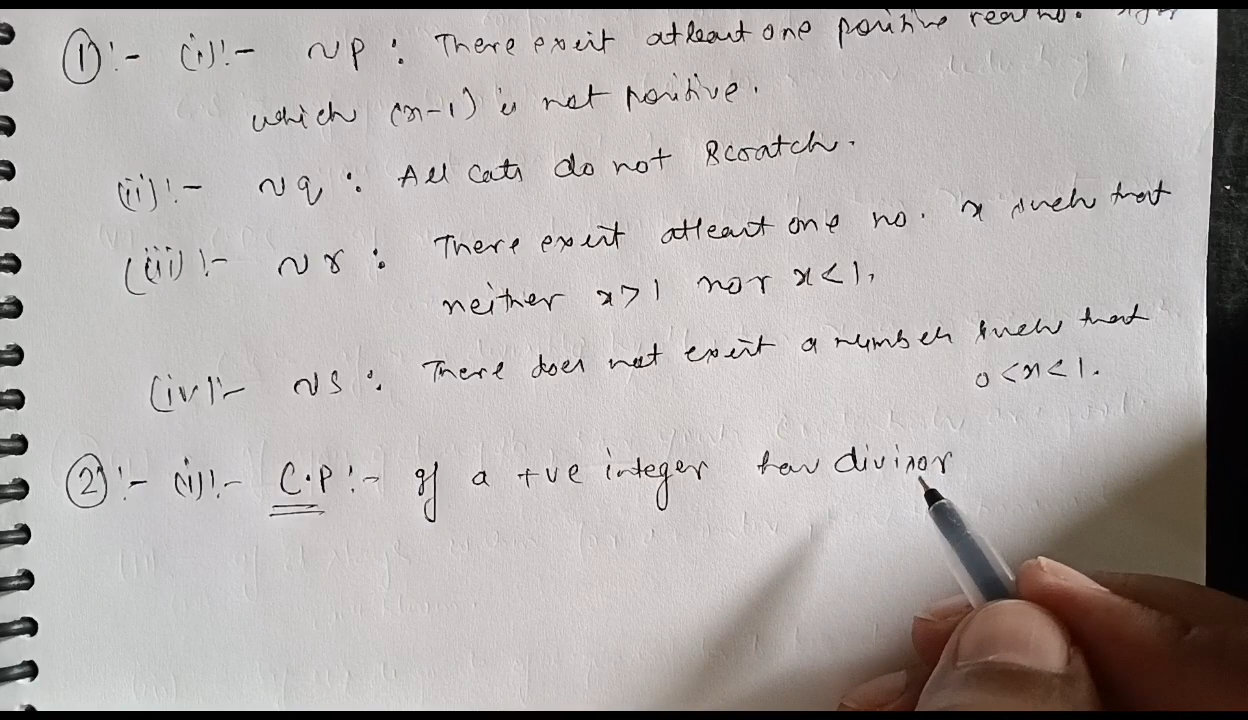 ①:- (i):- ~p : There exist atleast one positive real no.
which (x-1) is not positive.
(ii):- ~q : All cats do not Scratch.
(iii):- ~r : There exist atleast one no. x such that
neither x>1 nor x<1,
(iv):- ~s : There does not exist a number such that
0<x<1.
②:- (i):- C.P:- If a +ve integer has divisor